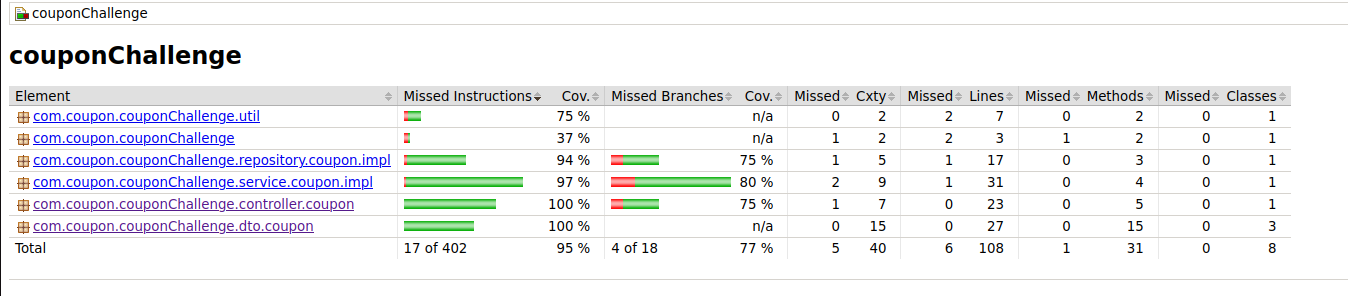 couponChallenge
couponChallenge
Element Missed Instructions Cov. Missed Branches Cov. Missed Cxty Missed Lines Missed Methods Missed Classes
com.coupon.couponChallenge.util 75 % n/a 0 2 2 7 0 2 0 1
com.coupon.couponChallenge 37 % n/a 1 2 2 3 1 2 0 1
com.coupon.couponChallenge.repository.coupon.impl 94 % 75 % 1 5 1 17 0 3 0 1
com.coupon.couponChallenge.service.coupon.impl 97 % 80 % 2 9 1 31 0 4 0 1
com.coupon.couponChallenge.controller.coupon 100 % 75 % 1 7 0 23 0 5 0 1
com.coupon.couponChallenge.dto.coupon 100 % n/a 0 15 0 27 0 15 0 3
Total 17 of 402 95 % 4 of 18 77 % 5 40 6 108 1 31 0 8